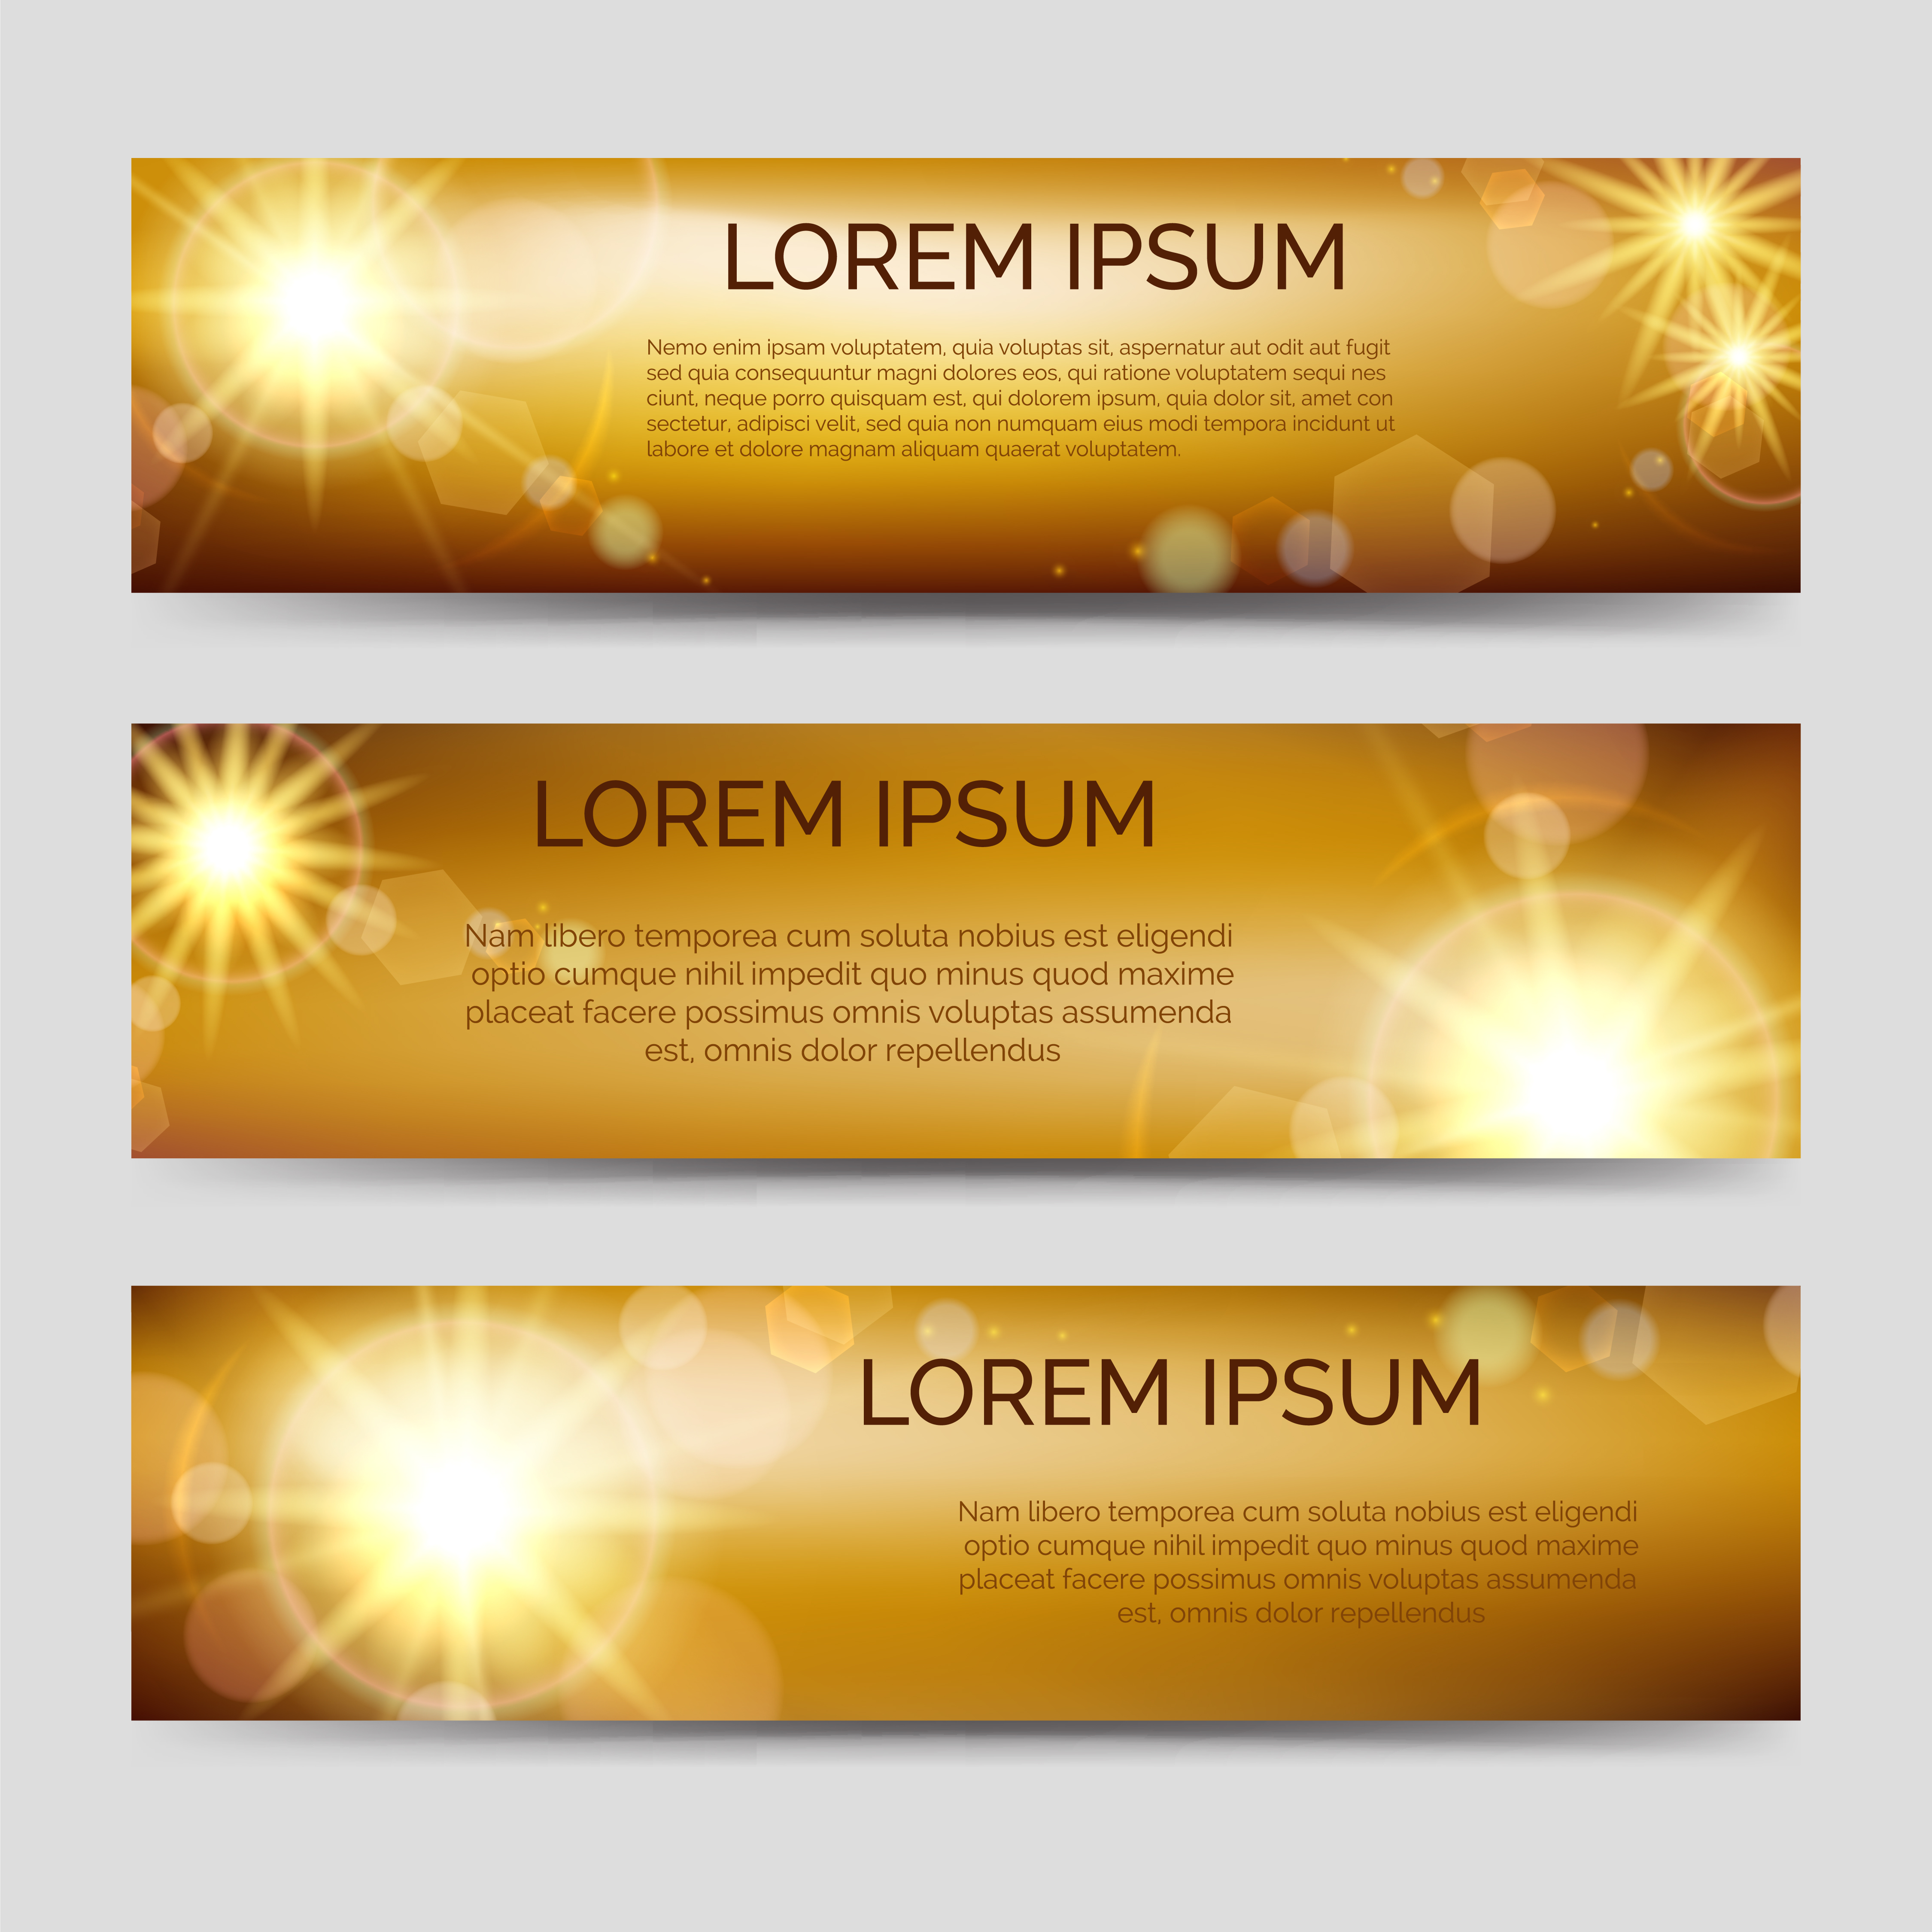 LOREM IPSUM
Nemo enim ipsam voluptatem, quia voluptas sit, aspernatur aut odit aut fugit
sed quia consequuntur magni dolores eos, qui ratione voluptatem sequi nes
ciunt, neque porro quisquam est, qui dolorem ipsum, quia dolor sit, amet con
sectetur, adipisci velit, sed quia non numquam eius modi tempora incidunt ut
labore et dolore magnam aliquam quaerat voluptatem.
LOREM IPSUM
Nam libero temporea cum soluta nobius est eligendi
optio cumque nihil impedit quo minus quod maxime
placeat facere possimus omnis voluptas assumenda
est, omnis dolor repellendus
LOREM IPSUM
Nam libero temporea cum soluta nobius est eligendi
optio cumque nihil impedit quo minus quod maxime
placeat facere possimus omnis voluptas assumenda
est, omnis dolor repellendus